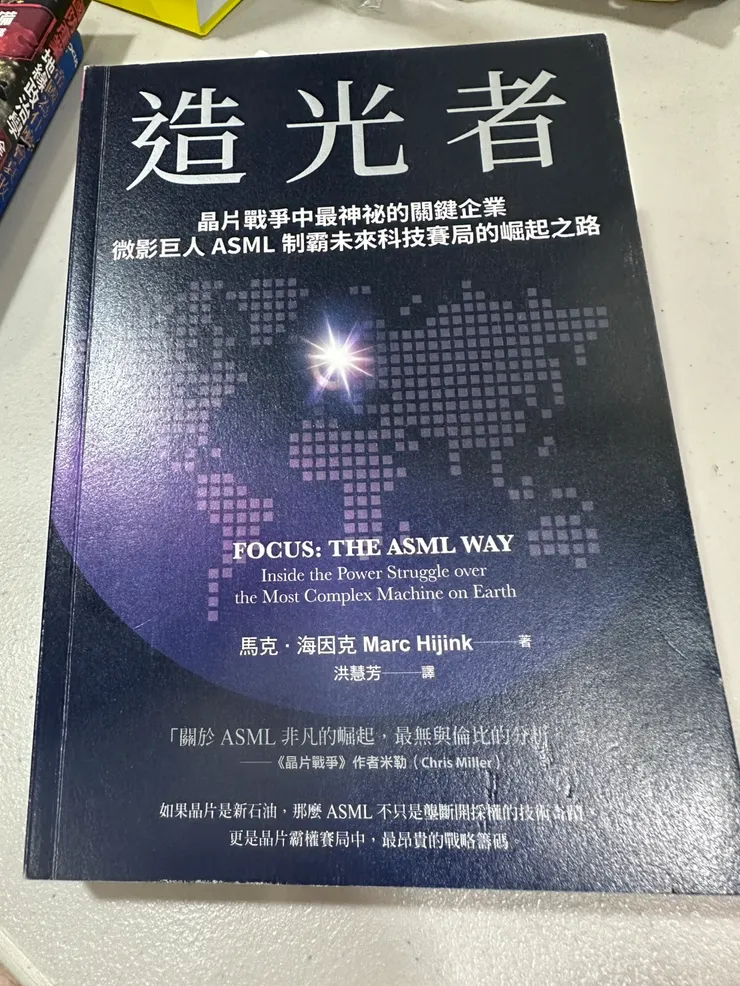 造光者
晶片戰爭中最神祕的關鍵企業
微影巨人 ASML 制霸未來科技賽局的崛起之路
FOCUS: THE ASML WAY
Inside the Power Struggle over
the Most Complex Machine on Earth
馬克·海因克 Marc Hijink——著
洪慧芳——譯
「關於 ASML 非凡的崛起,最無與倫比的分析」
——《晶片戰爭》作者米勒(Chris Miller)
如果晶片是新石油,那麼 ASML 不只是壟斷開採權的技術奇蹟,
更是晶片霸權賽局中,最昂貴的戰略籌碼